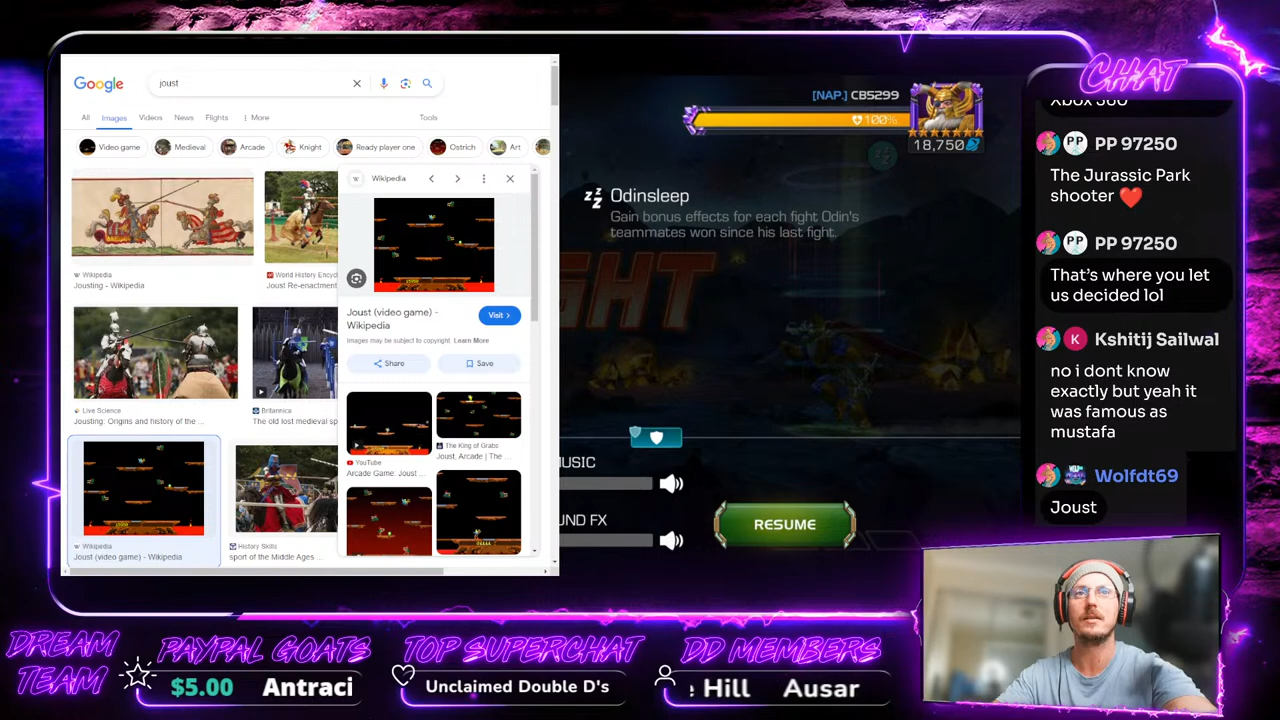 Google
joust
All Images Videos News Flights More Tools
Video game Medieval Arcade Knight Ready player one Ostrich Art
Wikipedia
Jousting - Wikipedia
World History Encyc
Joust Re-enactment
Live Science
Jousting: Origins and history of the ...
Britannica
The old lost medieval sp
Wikipedia
Joust (video game) - Wikipedia
History Skills
sport of the Middle Ages ...
W Wikipedia
Joust (video game) -
Wikipedia
Visit
Images may be subject to copyright. Learn More
Share
Save
YouTube
Arcade Game: Joust ...
The King of Grabs
Joust, Arcade | The ...
[NAP.] CB5299
100%
18,750
Odinsleep
Gain bonus effects for each fight Odin's
teammates won since his last fight.
GHT
USIC
UND FX
RESUME
CHAT
Xbox 360
PP PP 97250
The Jurassic Park
shooter
PP PP 97250
That's where you let
us decided lol
K Kshitij Sailwal
no i dont know
exactly but yeah it
was famous as
mustafa
Wolfdt69
Joust
DREAM
TEAM
PAYPAL GOATS
$5.00 Antraci
TOP SUPERCHAT
Unclaimed Double D's
DD MEMBERS
Hill Ausar